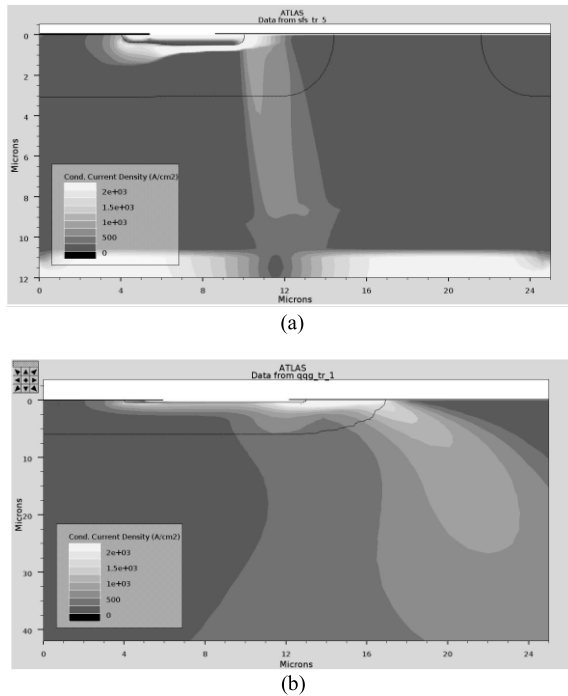 ATLAS
Data from sfs_tr_5
0
2
4
6
8
10
12
Microns
Cond. Current Density (A/cm2)
2e+03
1.5e+03
1e+03
500
0
0 4 8 12 16 20 24
Microns
(a)
ATLAS
Data from qqg_tr_1
0
10
20
30
40
Microns
Cond. Current Density (A/cm2)
2e+03
1.5e+03
1e+03
500
0
0 4 8 12 16 20 24
Microns
(b)